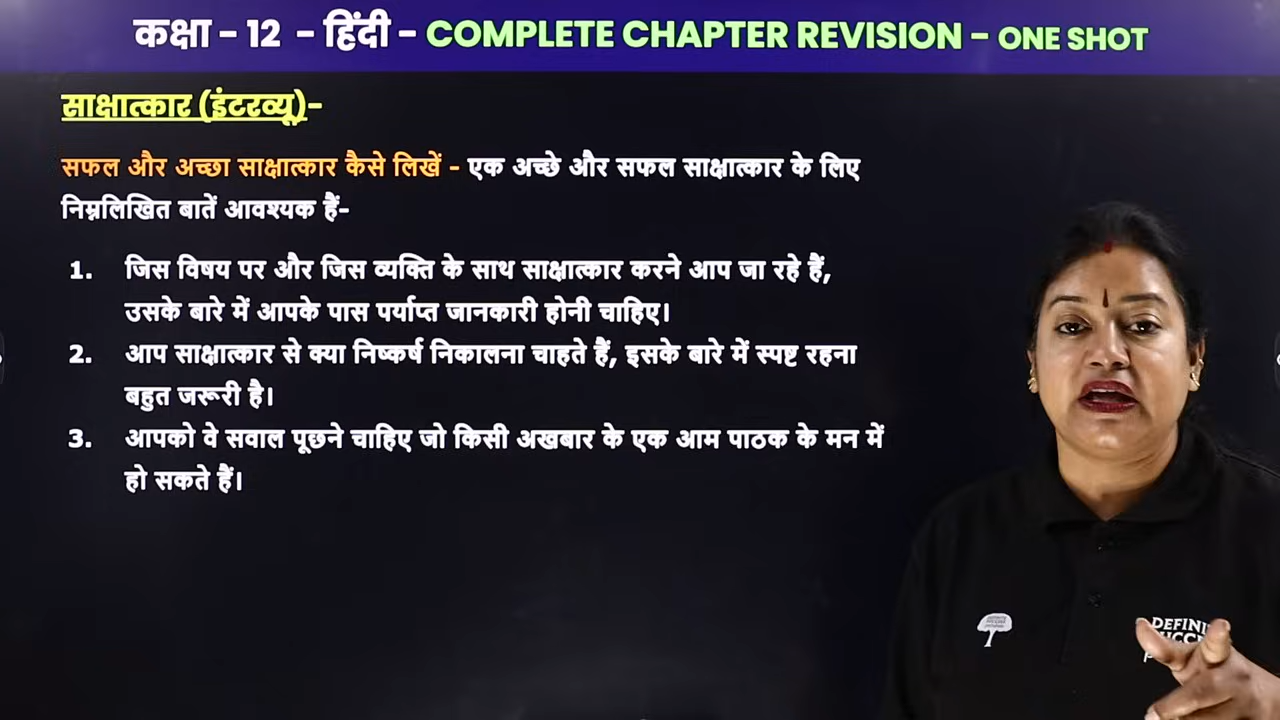 कक्षा - 12 - हिंदी - COMPLETE CHAPTER REVISION - ONE SHOT
साक्षात्कार (इंटरव्यू)-
सफल और अच्छा साक्षात्कार कैसे लिखें - एक अच्छे और सफल साक्षात्कार के लिए
निम्नलिखित बातें आवश्यक हैं-
1. जिस विषय पर और जिस व्यक्ति के साथ साक्षात्कार करने आप जा रहे हैं,
उसके बारे में आपके पास पर्याप्त जानकारी होनी चाहिए।
2. आप साक्षात्कार से क्या निष्कर्ष निकालना चाहते हैं, इसके बारे में स्पष्ट रहना
बहुत जरूरी है।
3. आपको वे सवाल पूछने चाहिए जो किसी अखबार के एक आम पाठक के मन में
हो सकते हैं।